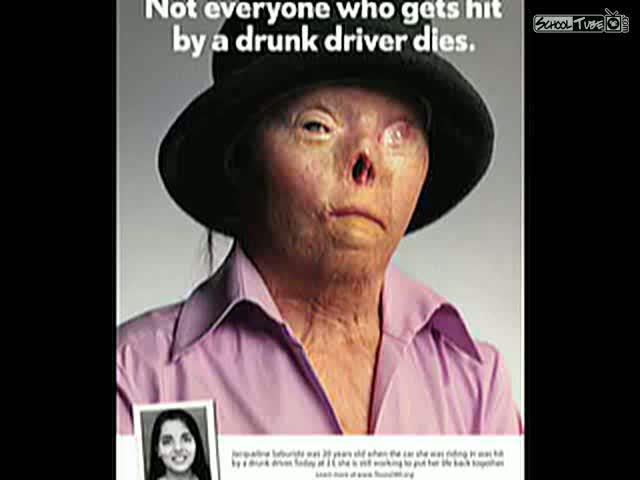 SCHOOLTUBE
Not everyone who gets hit
by a drunk driver dies.
Jacqueline Saburido was 20 years old when the car she was riding in was hit
by a drunk driver. Today, at 23, she is still working to put her life back together.
Learn more at www.